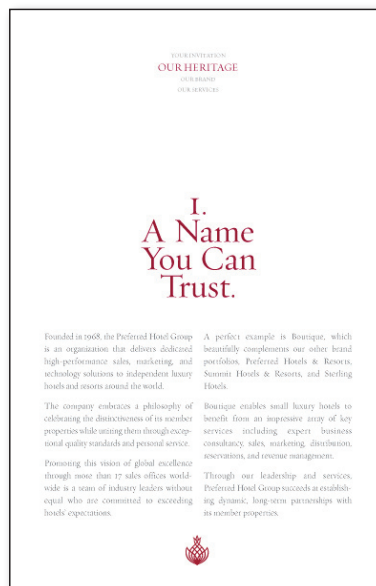 YOUR INVITATION
OUR HERITAGE
OUR BRAND
OUR SERVICES
I.
A Name
You Can
Trust.
Founded in 1968, the Preferred Hotel Group
is an organization that delivers dedicated
high-performance sales, marketing, and
technology solutions to independent luxury
hotels and resorts around the world.
The company embraces a philosophy of
celebrating the distinctiveness of its member
properties while uniting them through excep-
tional quality standards and personal service.
Promoting this vision of global excellence
through more than 17 sales offices world-
wide is a team of industry leaders without
equal who are committed to exceeding
hotels' expectations.
A perfect example is Boutique, which
beautifully complements our other brand
portfolios, Preferred Hotels & Resorts,
Summit Hotels & Resorts, and Sterling
Hotels.
Boutique enables small luxury hotels to
benefit from an impressive array of key
services including expert business
consultancy, sales, marketing, distribution,
reservations, and revenue management.
Through our leadership and services,
Preferred Hotel Group succeeds at establish-
ing dynamic, long-term partnerships with
its member properties.